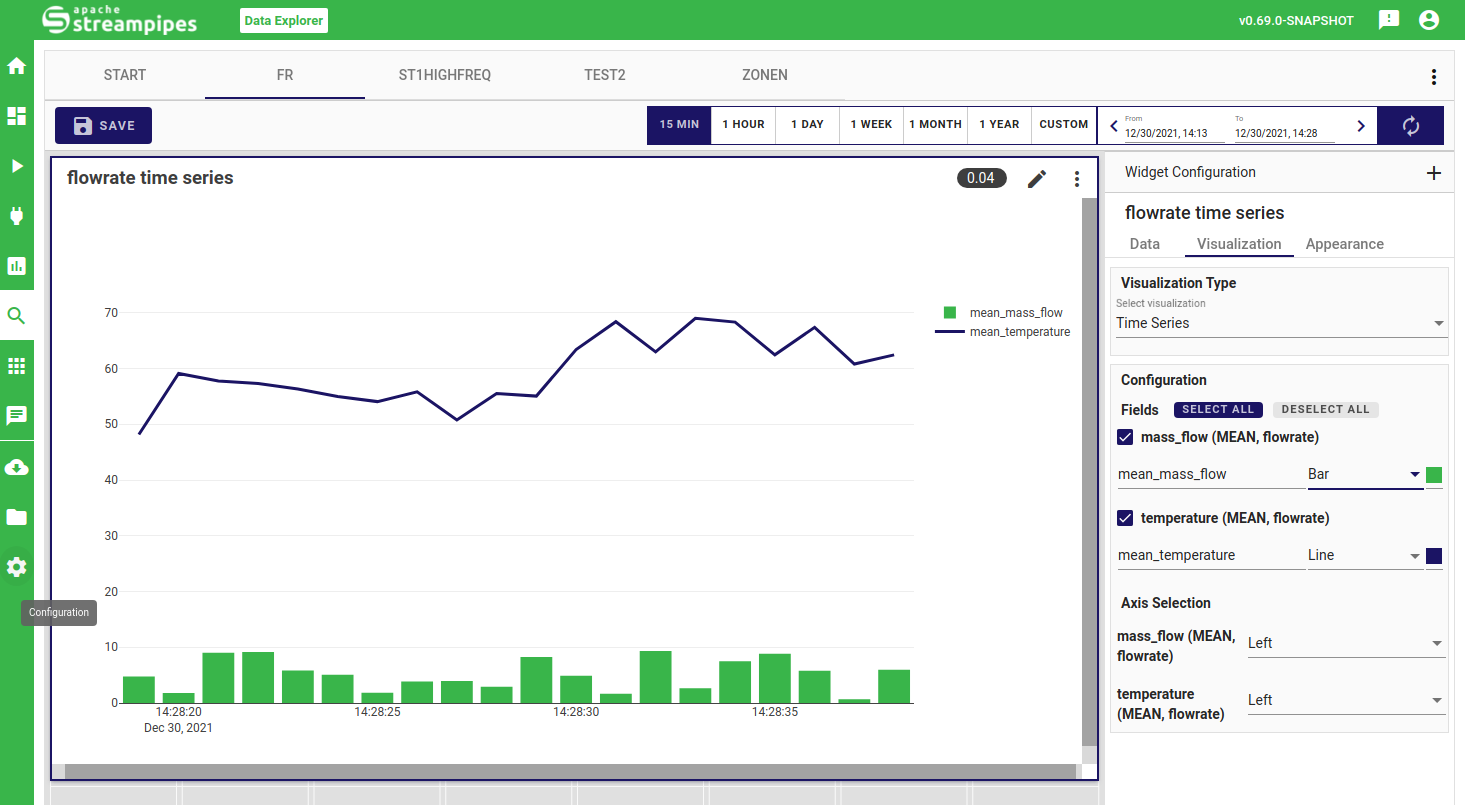 apache
streampipes
Data Explorer
v0.69.0-SNAPSHOT
START
FR
ST1HIGHFREQ
TEST2
ZONEN
SAVE
15 MIN
1 HOUR
1 DAY
1 WEEK
1 MONTH
1 YEAR
CUSTOM
From
12/30/2021, 14:13
To
12/30/2021, 14:28
flowrate time series
0.04
70
60
50
40
30
20
10
0
14:28:20
Dec 30, 2021
14:28:25
14:28:30
14:28:35
mean_mass_flow
mean_temperature
Configuration
Widget Configuration
flowrate time series
Data
Visualization
Appearance
Visualization Type
Select visualization
Time Series
Configuration
Fields
SELECT ALL
DESELECT ALL
mass_flow (MEAN, flowrate)
mean_mass_flow
Bar
temperature (MEAN, flowrate)
mean_temperature
Line
Axis Selection
mass_flow (MEAN,
flowrate)
Left
temperature
(MEAN, flowrate)
Left